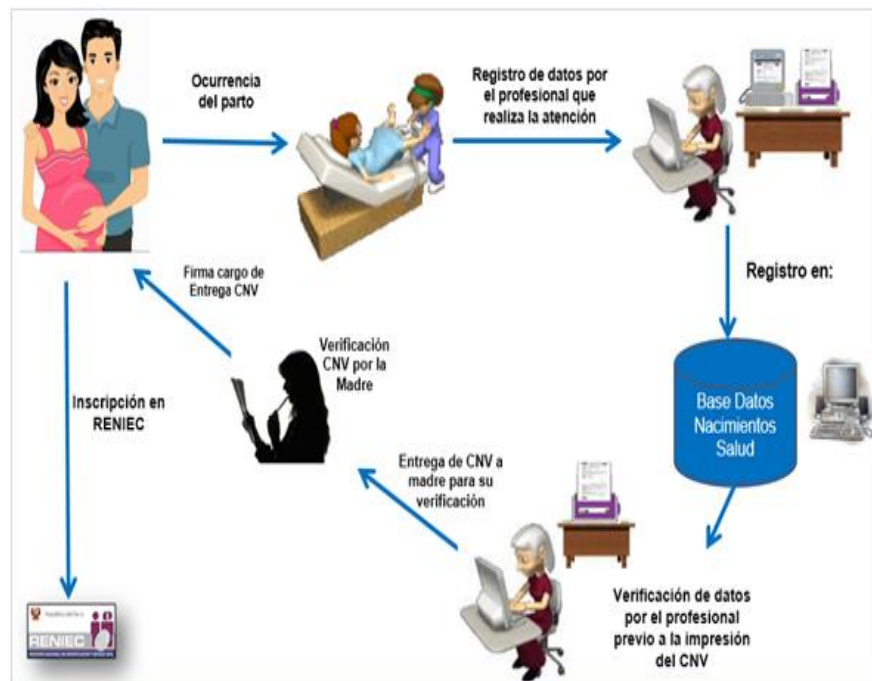 Ocurrencia
del parto
Registro de datos por
el profesional que
realiza la atención
Registro en:
Base Datos
Nacimientos
Salud
Verificación de datos
por el profesional
previo a la impresión
del CNV
Entrega de CNV a
madre para su
verificación
Verificación
CNV por la
Madre
Firma cargo de
Entrega CNV
Inscripción en
RENIEC
RENIEC